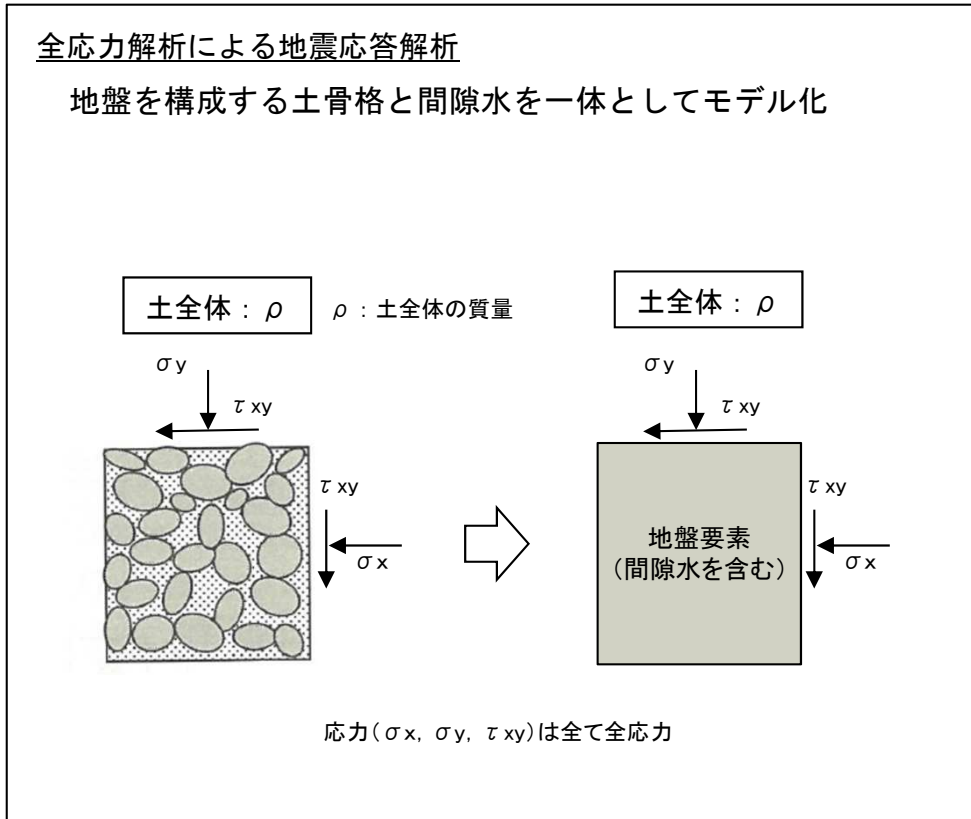 全応力解析による地震応答解析
地盤を構成する土骨格と間隙水を一体としてモデル化
土全体：ρ
ρ：土全体の質量
土全体：ρ
σy
τxy
σy
τxy
τxy
σx
地盤要素
（間隙水を含む）
τxy
σx
応力（σx, σy, τxy）は全て全応力